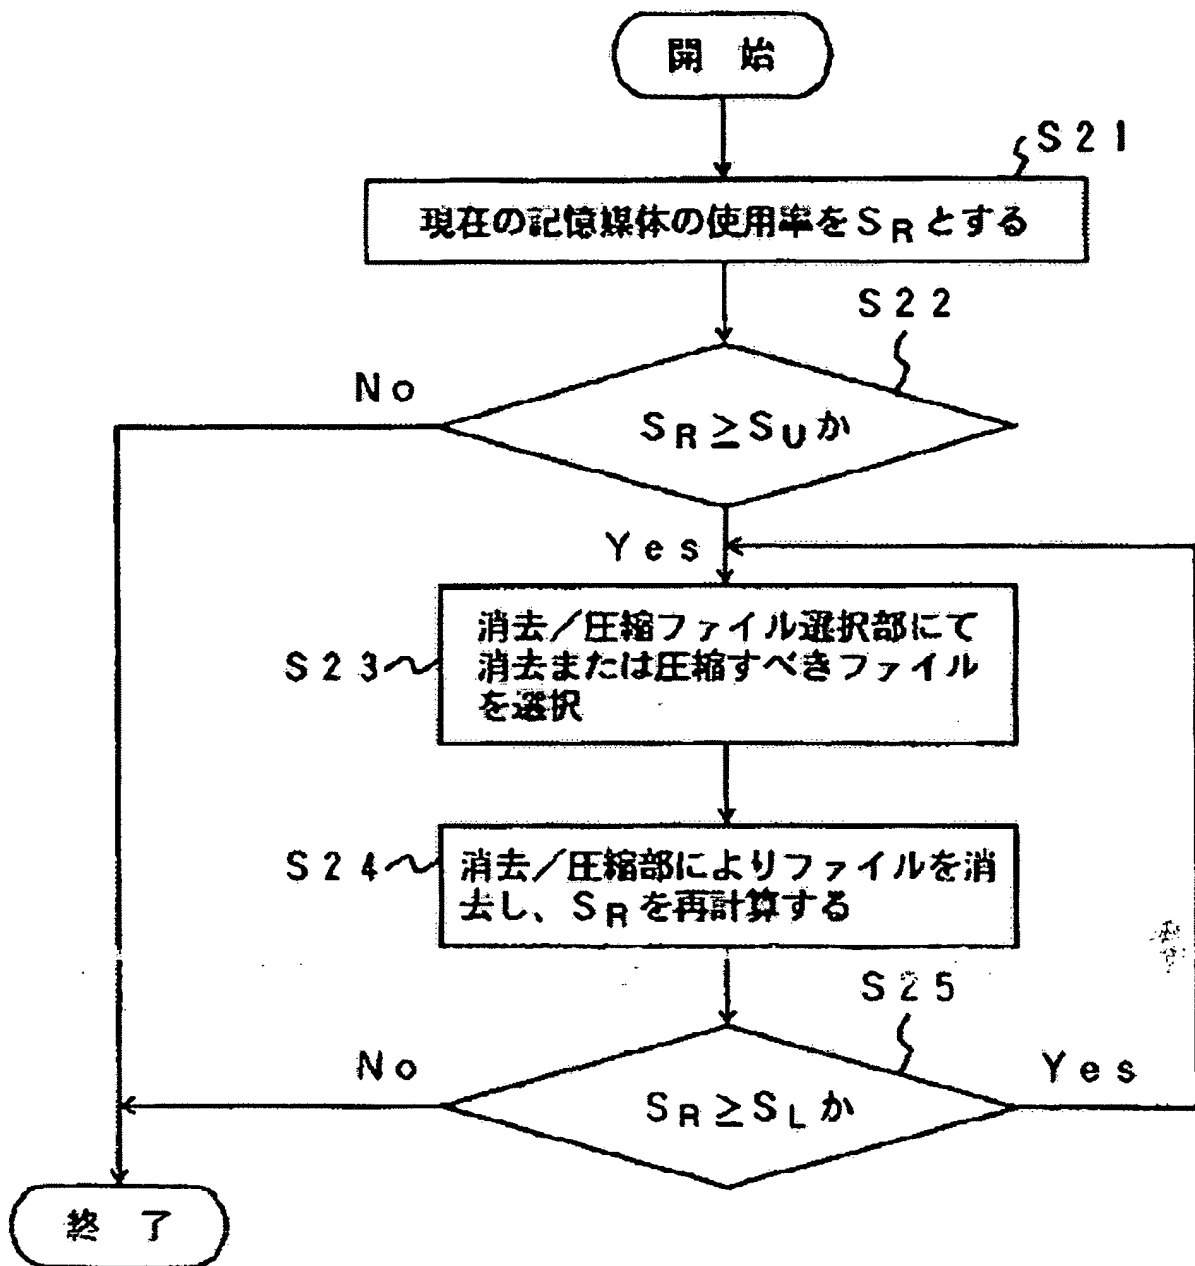 開 始
S21
現在の記憶媒体の使用率をSRとする
S22
No
SR≧SUか
Yes
S23
消去／圧縮ファイル選択部にて
消去または圧縮すべきファイル
を選択
S24
消去／圧縮部によりファイルを消
去し、SRを再計算する
S25
No
SR≧SLか
Yes
終 了